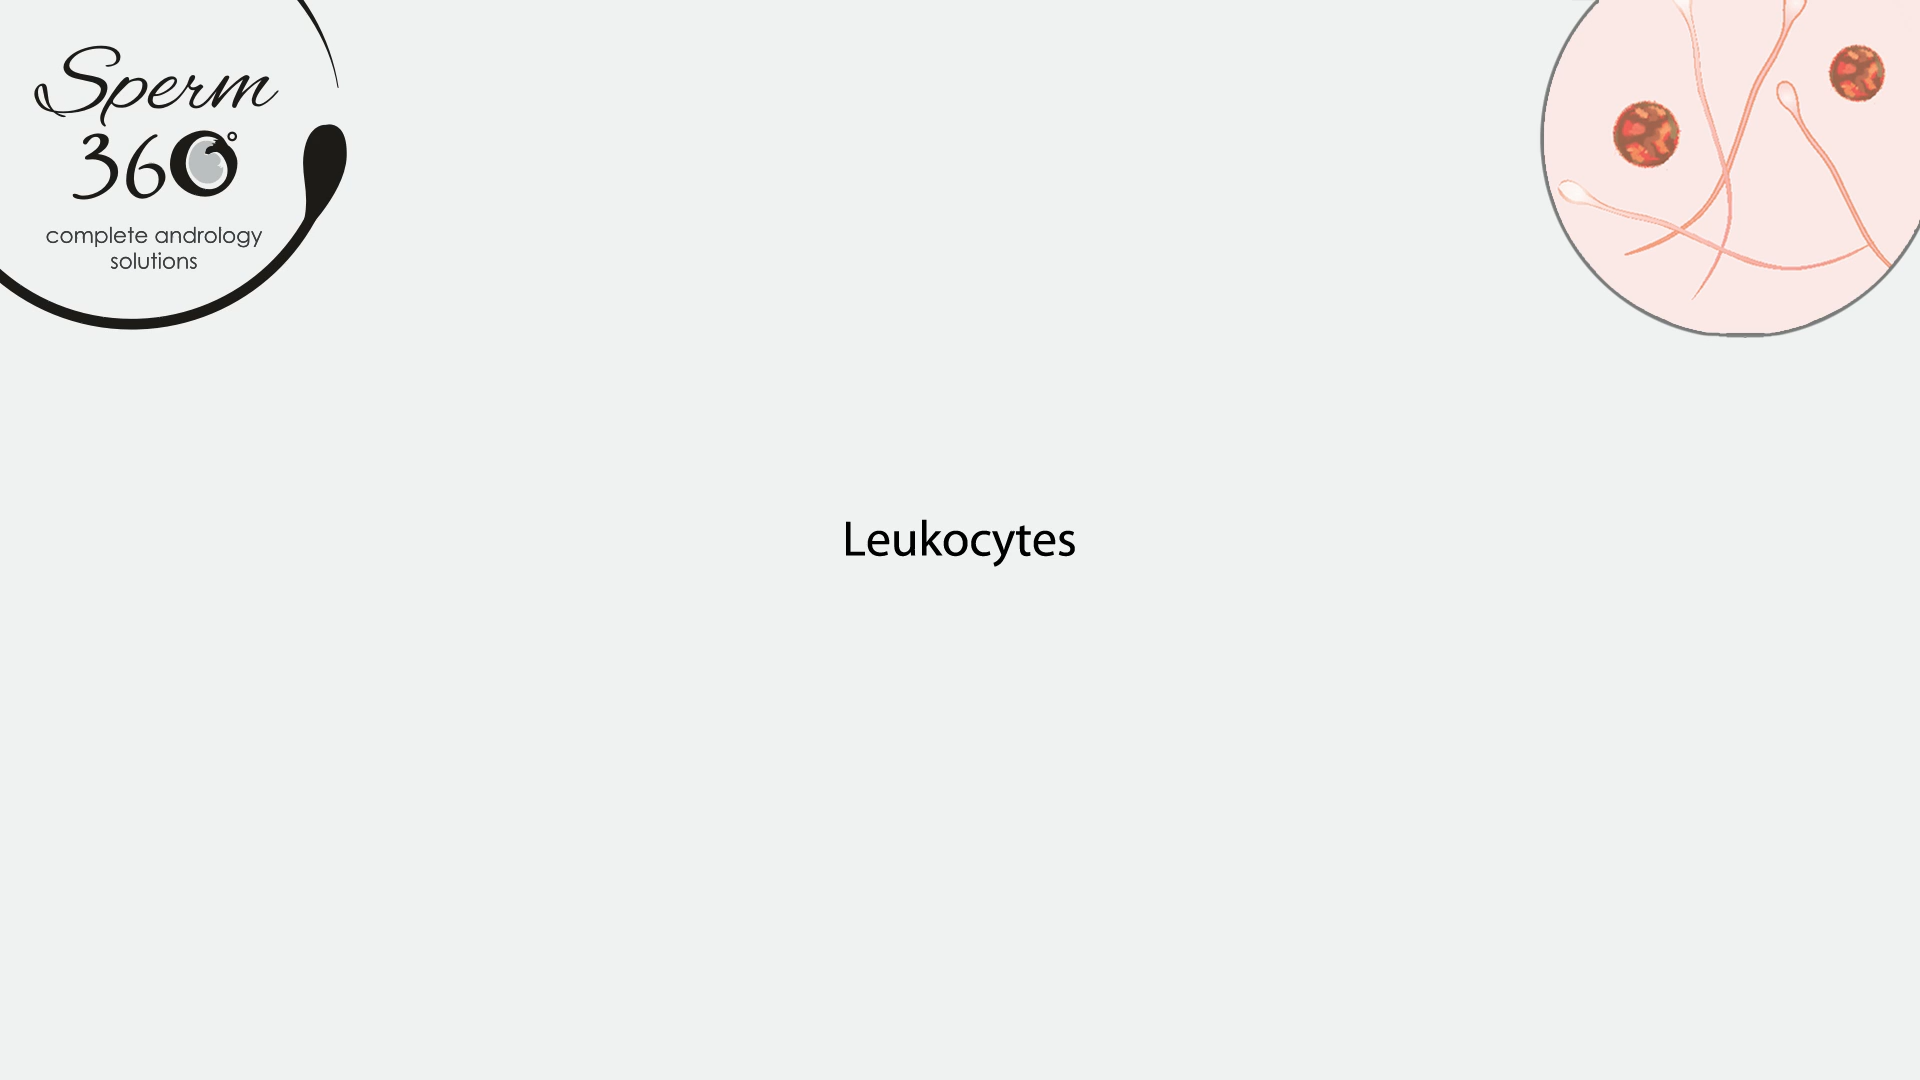 Sperm
360°
complete andrology
solutions
Leukocytes